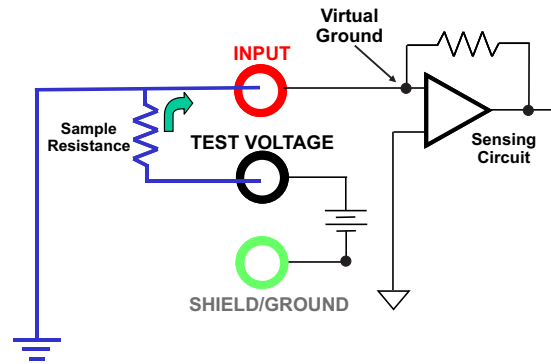 Virtual
Ground
INPUT
Sample
Resistance
TEST VOLTAGE
Sensing
Circuit
SHIELD/GROUND